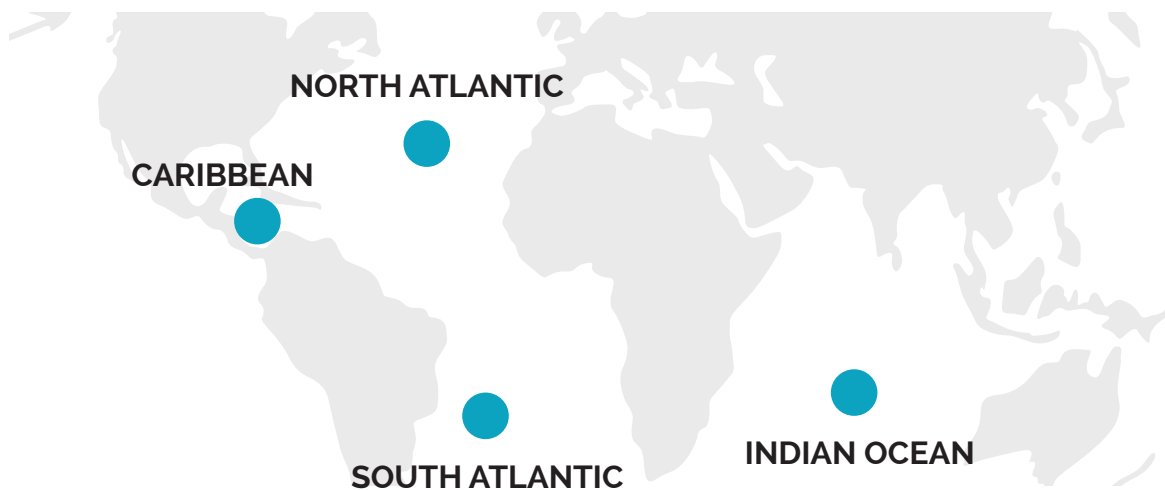 NORTH ATLANTIC
CARIBBEAN
INDIAN OCEAN
SOUTH ATLANTIC